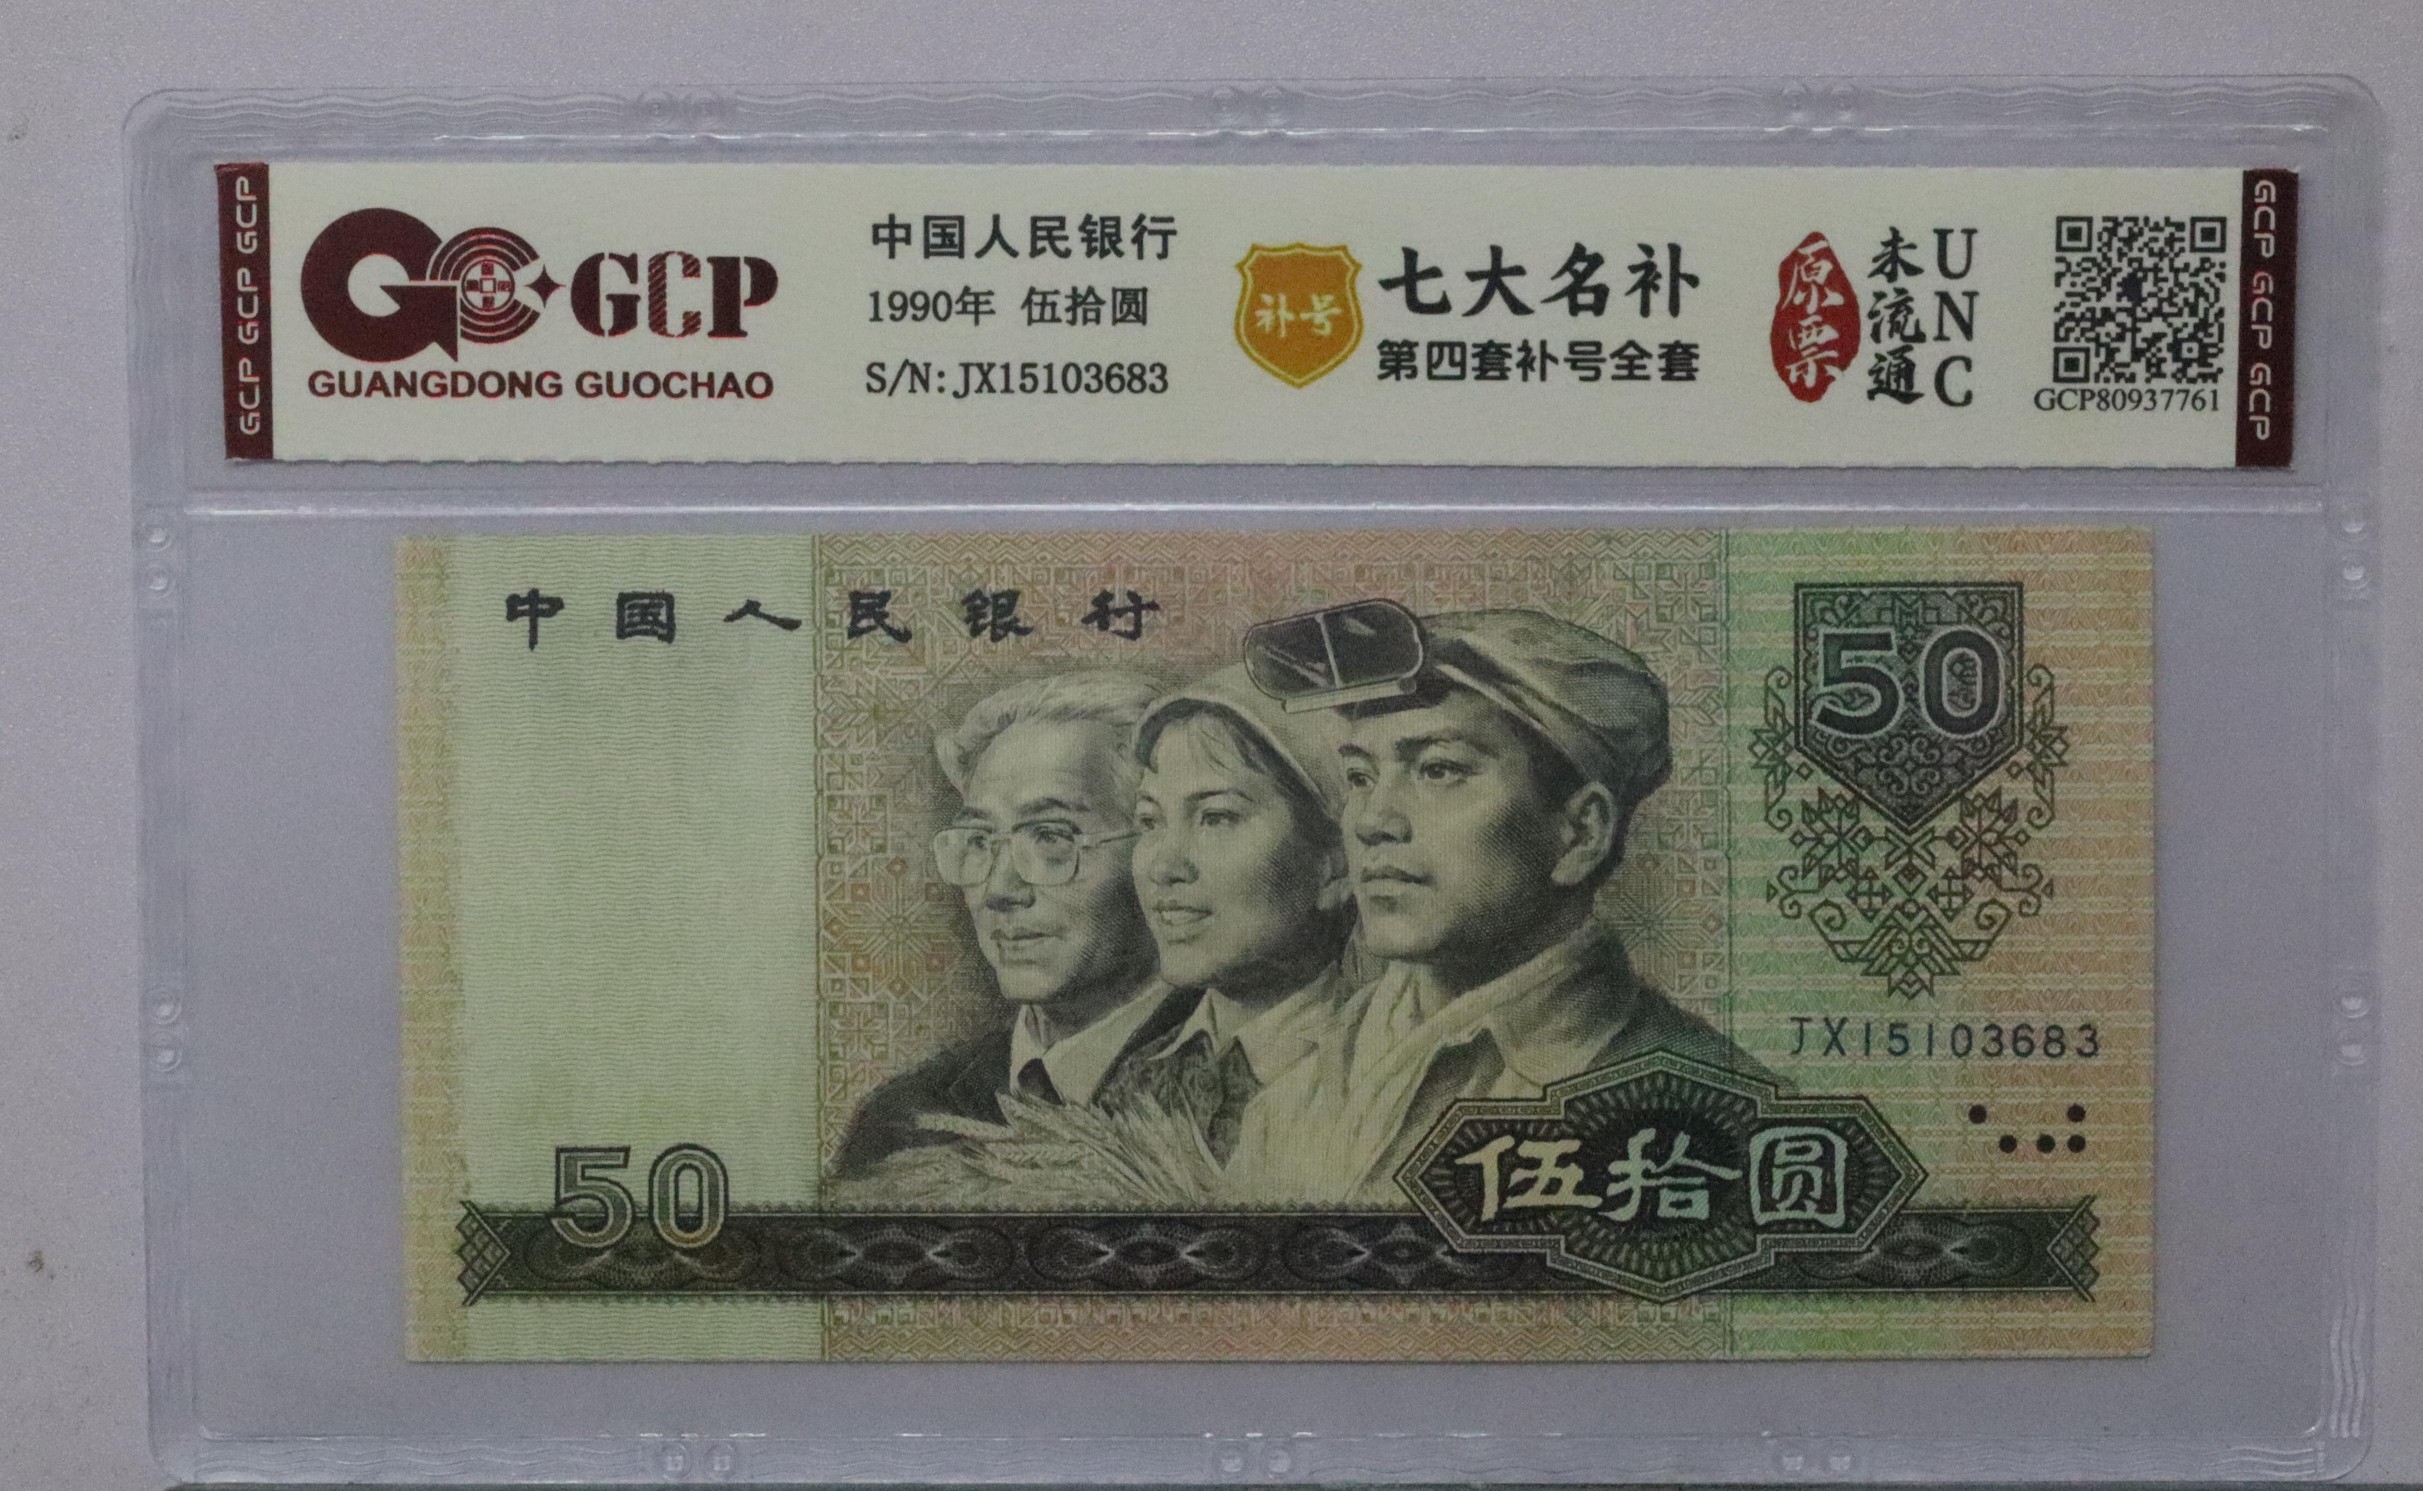 GCP GCP GCP
GCP
GUANGDONG GUOCHAO
中国人民银行
1990年 伍拾圆
S/N: JX15103683
补号
七大名补
第四套补号全套
原票
未流通
UNC
GCP80937761
GCP GCP GCP
中国人民银行
50
JX15103683
50
伍拾圆